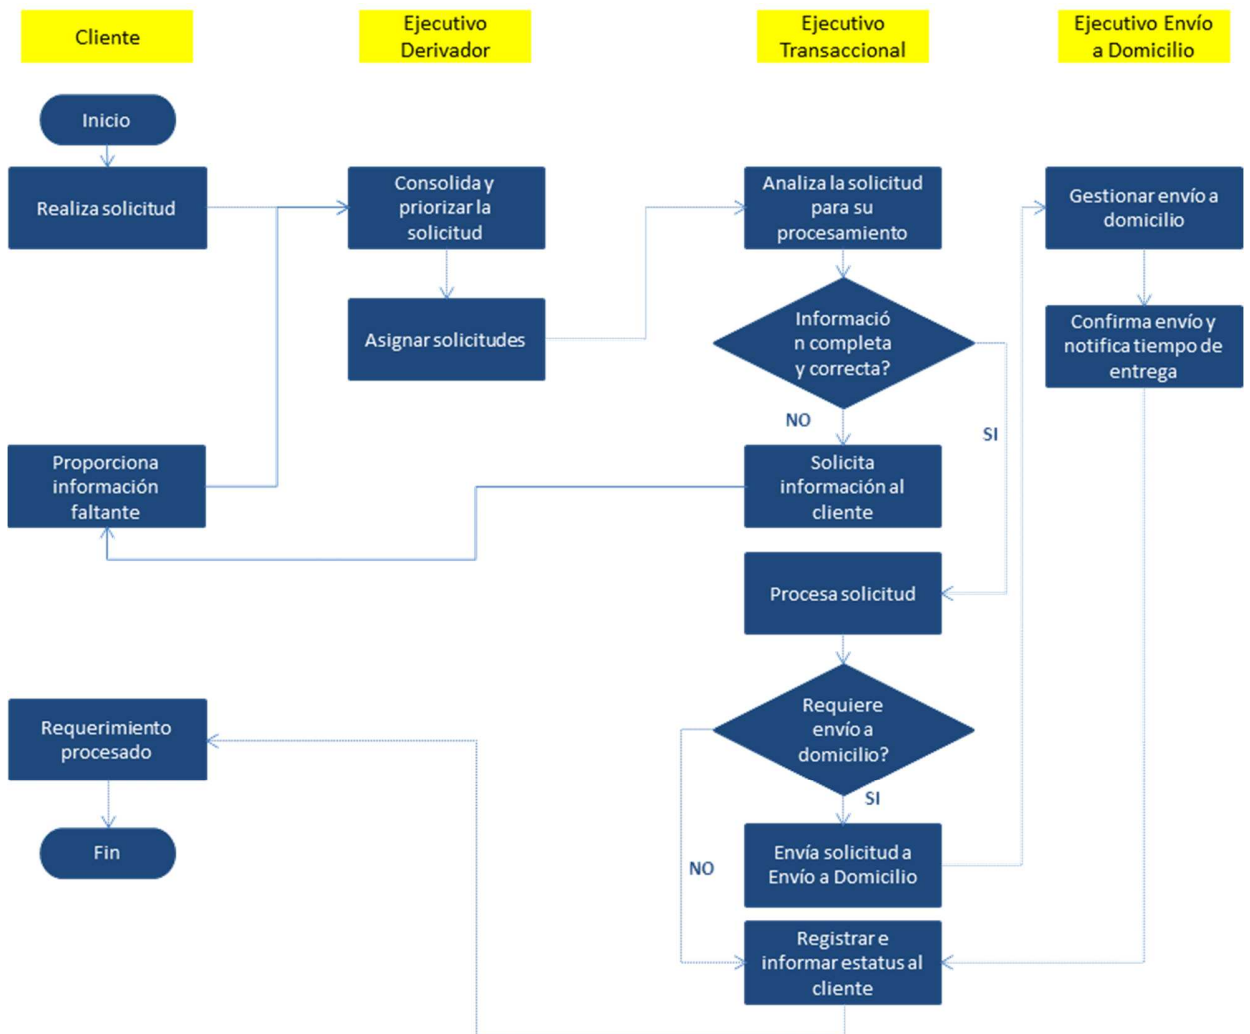 Cliente
Ejecutivo
Derivador
Ejecutivo
Transaccional
Ejecutivo Envío
a Domicilio
Inicio
Realiza solicitud
Consolida y
priorizar la
solicitud
Analiza la solicitud
para su
procesamiento
Gestionar envío a
domicilio
Asignar solicitudes
Informació
n completa
y correcta?
Confirma envío y
notifica tiempo de
entrega
NO
SI
Proporciona
información
faltante
Solicita
información al
cliente
Procesa solicitud
Requerimiento
procesado
Requiere
envío a
domicilio?
SI
Fin
NO
Envía solicitud a
Envío a Domicilio
Registrar e
informar estatus al
cliente